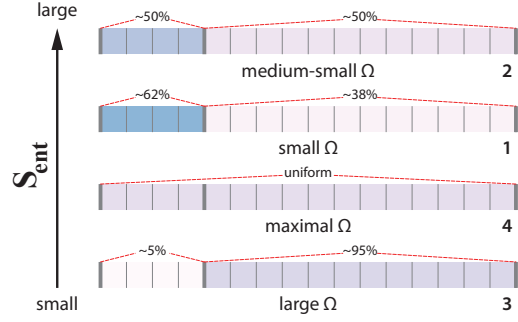 large
~50% ~50%
medium-small Ω 2
~62% ~38%
small Ω 1
S_ent
uniform
maximal Ω 4
~5% ~95%
small large Ω 3